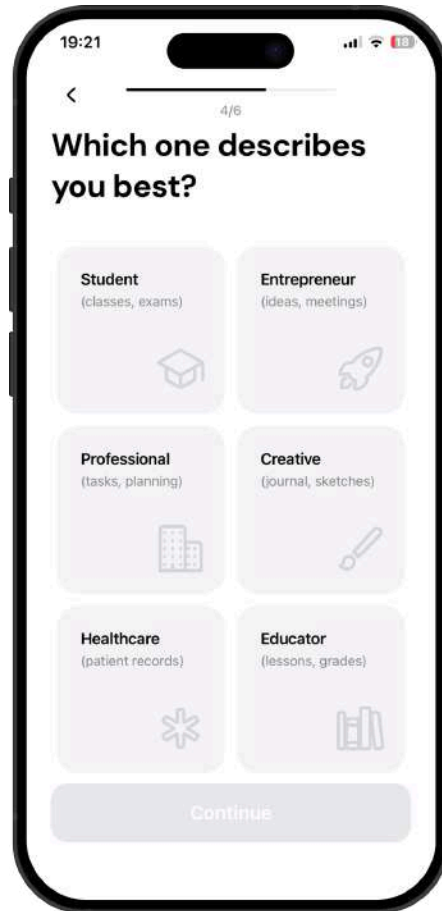 19:21
18
4/6
Which one describes
you best?
Student
(classes, exams)
Entrepreneur
(ideas, meetings)
Professional
(tasks, planning)
Creative
(journal, sketches)
Healthcare
(patient records)
Educator
(lessons, grades)
Continue